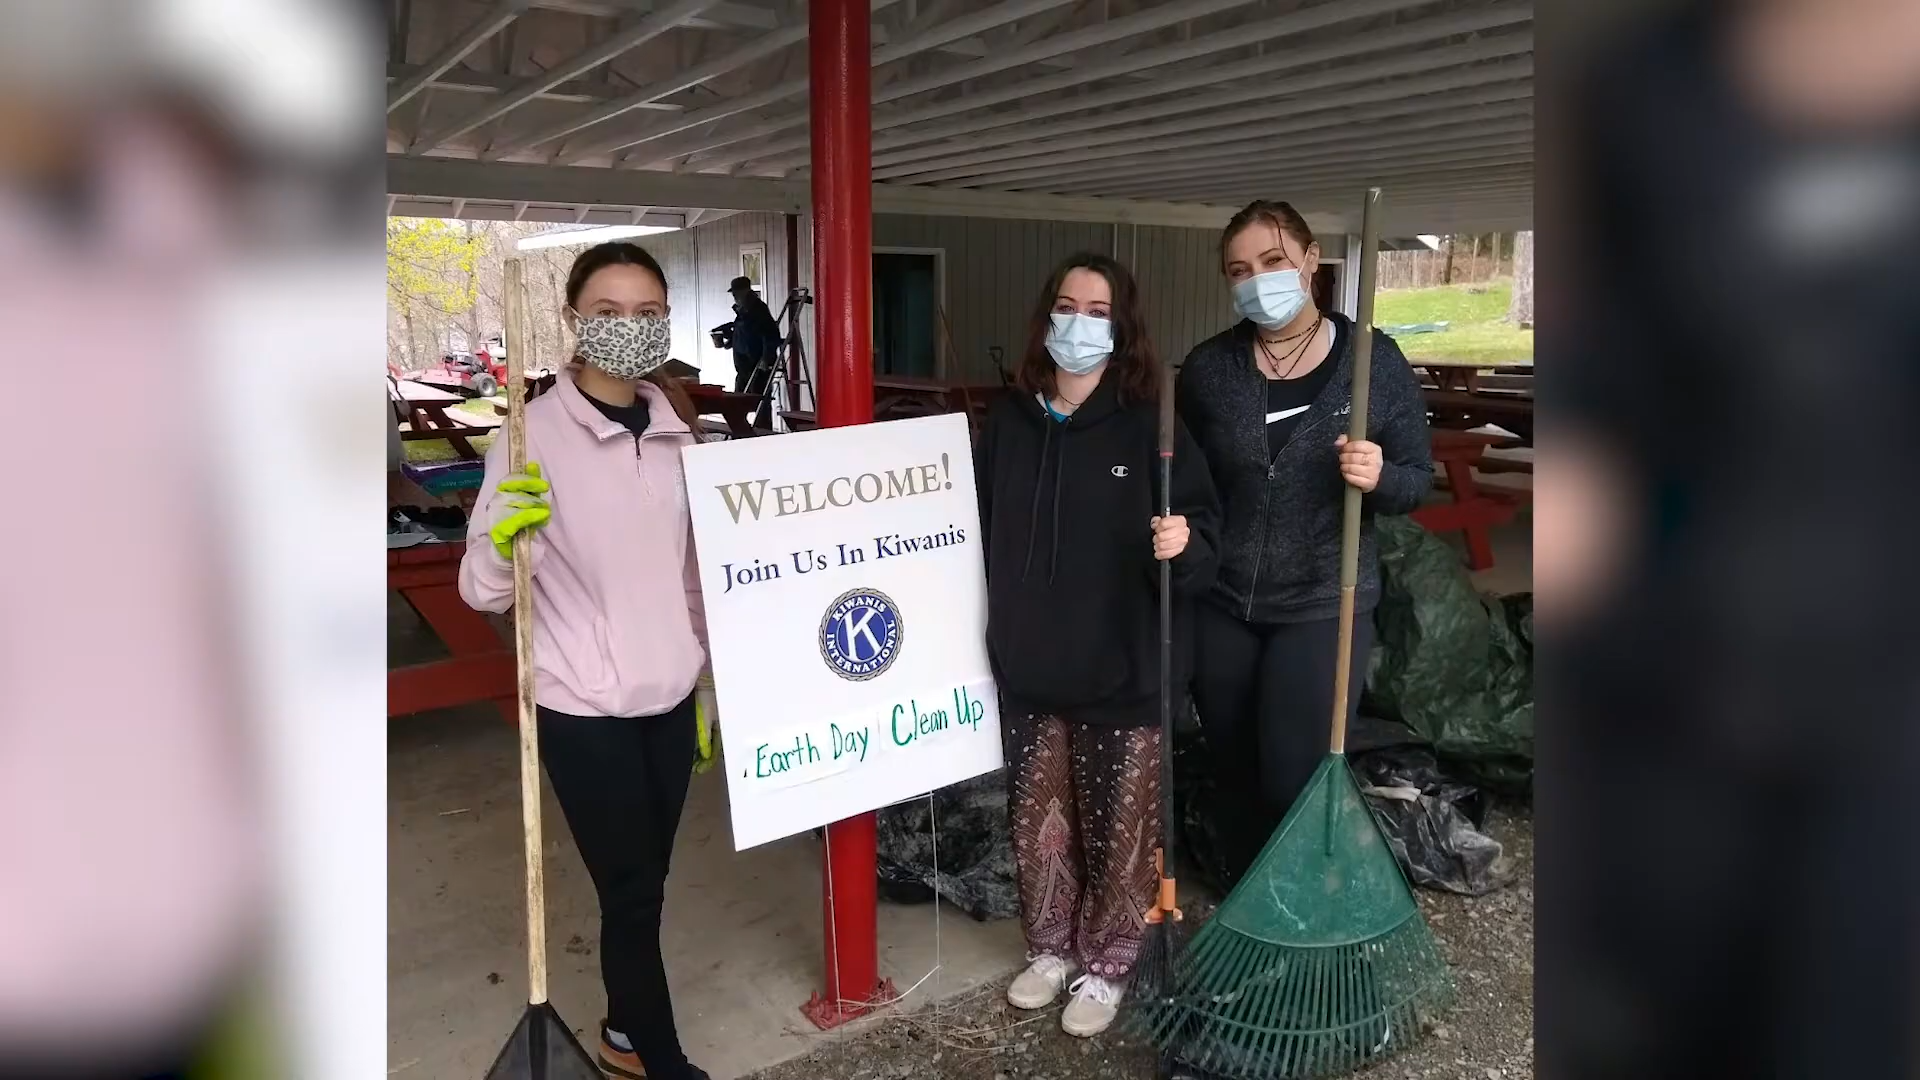 WELCOME!
Join Us In Kiwanis
KIWANIS
K
INTERNATIONAL
Earth Day Clean Up